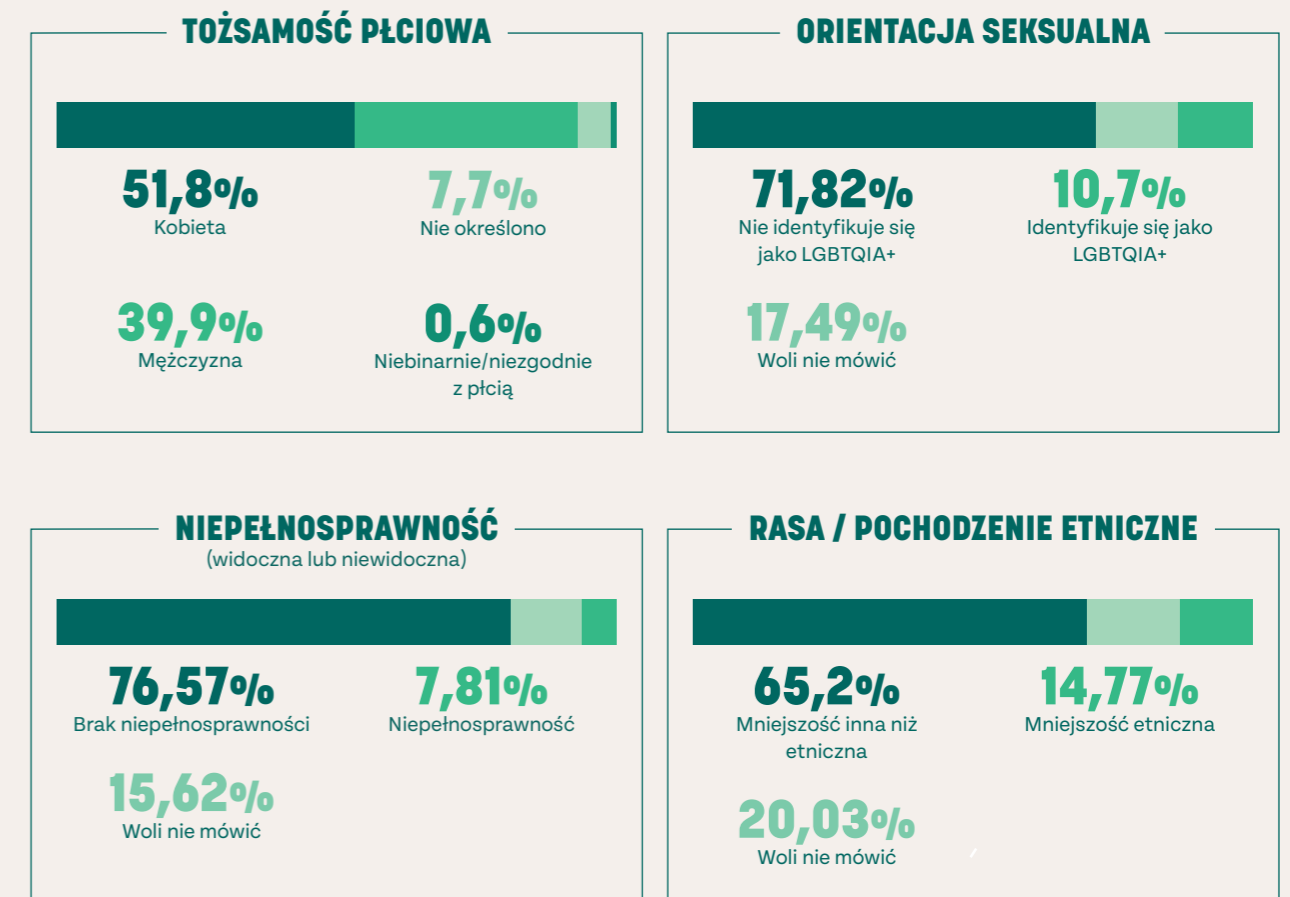 TOŻSAMOŚĆ PŁCIOWA
51,8%
Kobieta
7,7%
Nie określono
39,9%
Mężczyzna
0,6%
Niebinarnie/niezgodnie
z płcią
ORIENTACJA SEKSUALNA
71,82%
Nie identyfikuje się
jako LGBTQIA+
10,7%
Identyfikuje się jako
LGBTQIA+
17,49%
Woli nie mówić
NIEPEŁNOSPRAWNOŚĆ
(widoczna lub niewidoczna)
76,57%
Brak niepełnosprawności
7,81%
Niepełnosprawność
15,62%
Woli nie mówić
RASA / POCHODZENIE ETNICZNE
65,2%
Mniejszość inna niż
etniczna
14,77%
Mniejszość etniczna
20,03%
Woli nie mówić